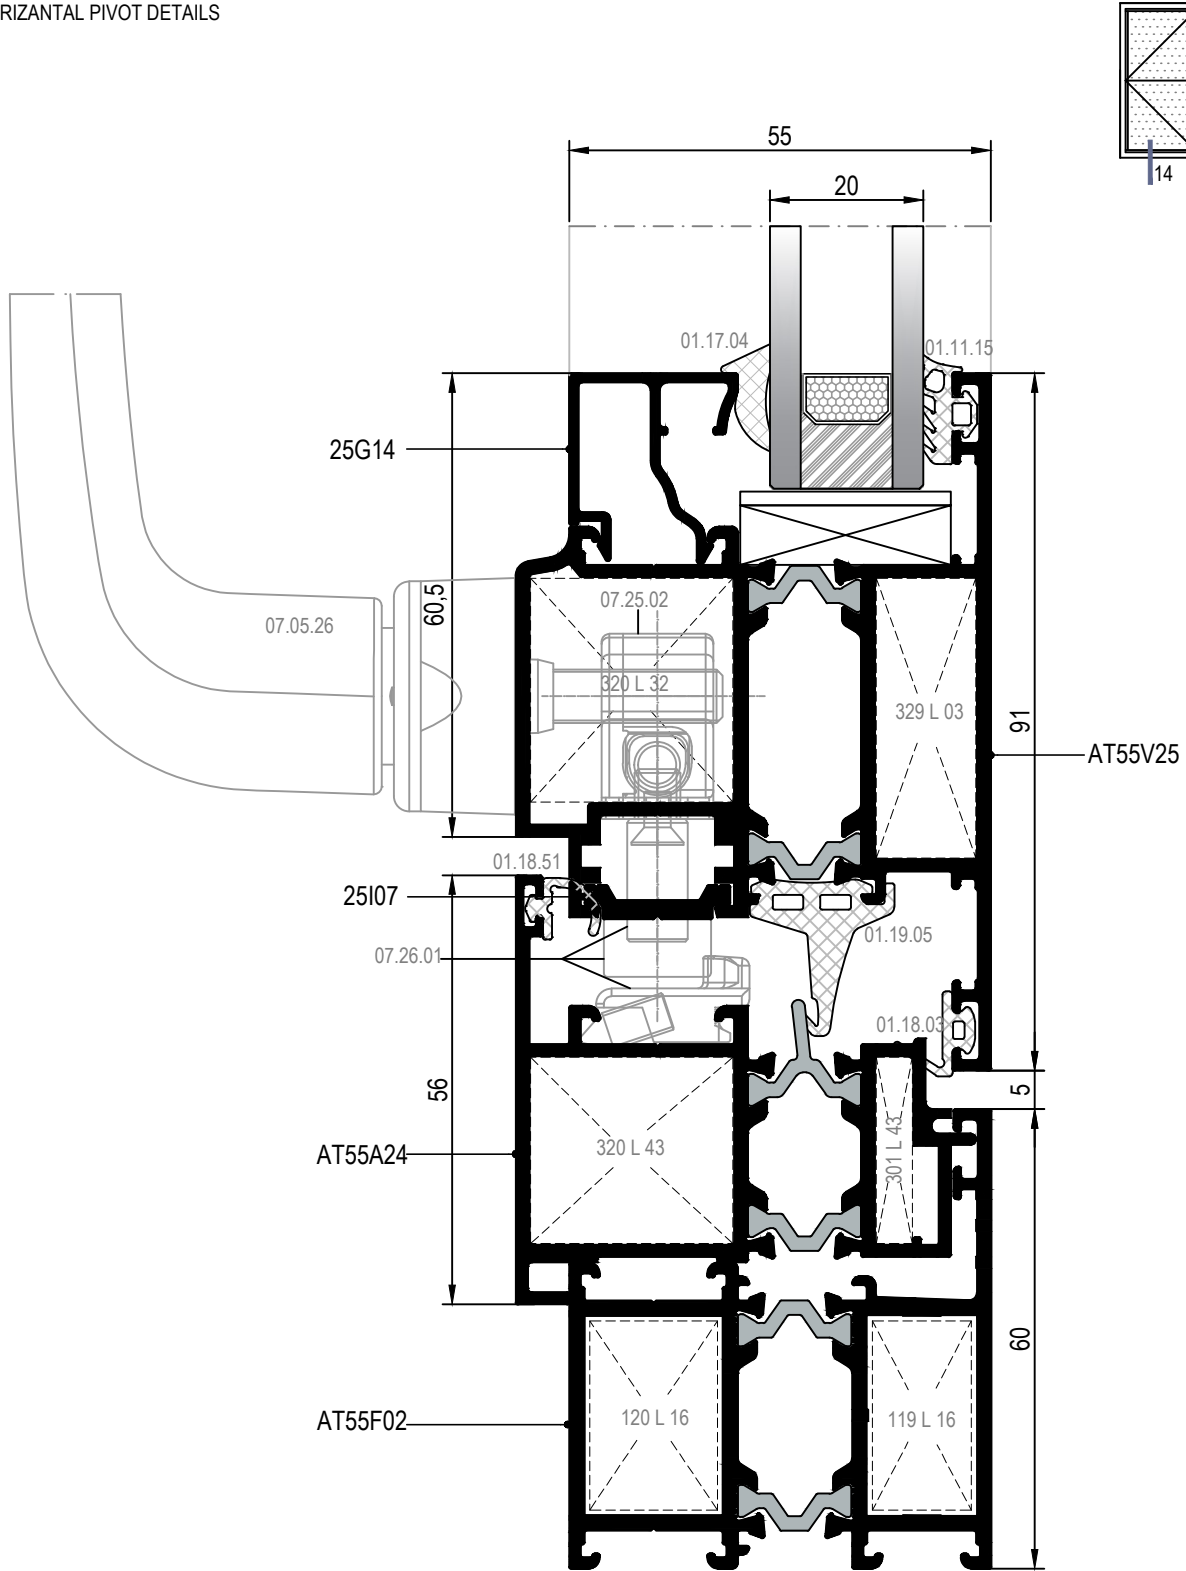 RIZANTAL PIVOT DETAILS
14
55
20
01.17.04
01.11.15
25G14
07.25.02
60,5
07.05.26
320 L 32
329 L 03
91
AT55V25
01.18.51
25I07
01.19.05
07.26.01
01.18.03
5
56
AT55A24
320 L 43
301 L 43
60
AT55F02
120 L 16
119 L 16